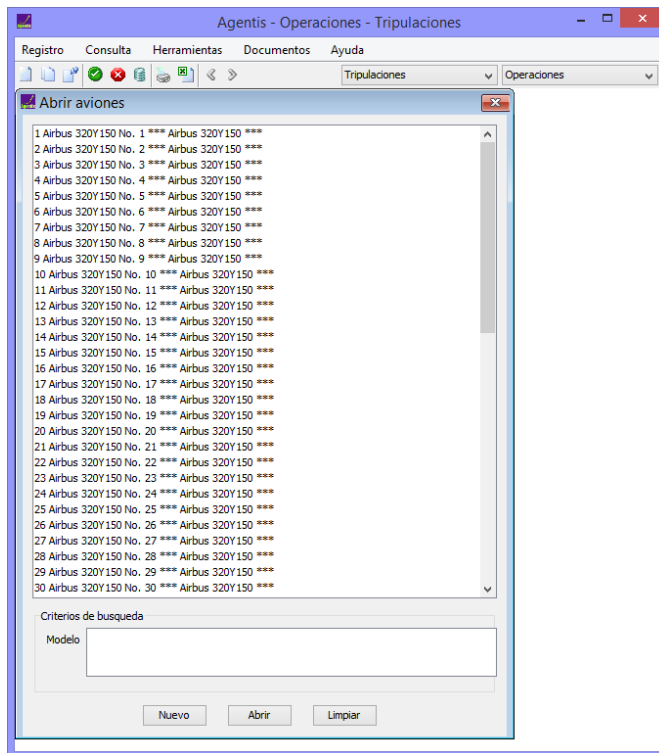 Agentis - Operaciones - Tripulaciones
Registro Consulta Herramientas Documentos Ayuda
Tripulaciones Operaciones
Abrir aviones
1 Airbus 320Y150 No. 1 *** Airbus 320Y150 ***
2 Airbus 320Y150 No. 2 *** Airbus 320Y150 ***
3 Airbus 320Y150 No. 3 *** Airbus 320Y150 ***
4 Airbus 320Y150 No. 4 *** Airbus 320Y150 ***
5 Airbus 320Y150 No. 5 *** Airbus 320Y150 ***
6 Airbus 320Y150 No. 6 *** Airbus 320Y150 ***
7 Airbus 320Y150 No. 7 *** Airbus 320Y150 ***
8 Airbus 320Y150 No. 8 *** Airbus 320Y150 ***
9 Airbus 320Y150 No. 9 *** Airbus 320Y150 ***
10 Airbus 320Y150 No. 10 *** Airbus 320Y150 ***
11 Airbus 320Y150 No. 11 *** Airbus 320Y150 ***
12 Airbus 320Y150 No. 12 *** Airbus 320Y150 ***
13 Airbus 320Y150 No. 13 *** Airbus 320Y150 ***
14 Airbus 320Y150 No. 14 *** Airbus 320Y150 ***
15 Airbus 320Y150 No. 15 *** Airbus 320Y150 ***
16 Airbus 320Y150 No. 16 *** Airbus 320Y150 ***
17 Airbus 320Y150 No. 17 *** Airbus 320Y150 ***
18 Airbus 320Y150 No. 18 *** Airbus 320Y150 ***
19 Airbus 320Y150 No. 19 *** Airbus 320Y150 ***
20 Airbus 320Y150 No. 20 *** Airbus 320Y150 ***
21 Airbus 320Y150 No. 21 *** Airbus 320Y150 ***
22 Airbus 320Y150 No. 22 *** Airbus 320Y150 ***
23 Airbus 320Y150 No. 23 *** Airbus 320Y150 ***
24 Airbus 320Y150 No. 24 *** Airbus 320Y150 ***
25 Airbus 320Y150 No. 25 *** Airbus 320Y150 ***
26 Airbus 320Y150 No. 26 *** Airbus 320Y150 ***
27 Airbus 320Y150 No. 27 *** Airbus 320Y150 ***
28 Airbus 320Y150 No. 28 *** Airbus 320Y150 ***
29 Airbus 320Y150 No. 29 *** Airbus 320Y150 ***
30 Airbus 320Y150 No. 30 *** Airbus 320Y150 ***
Criterios de busqueda
Modelo
Nuevo Abrir Limpiar